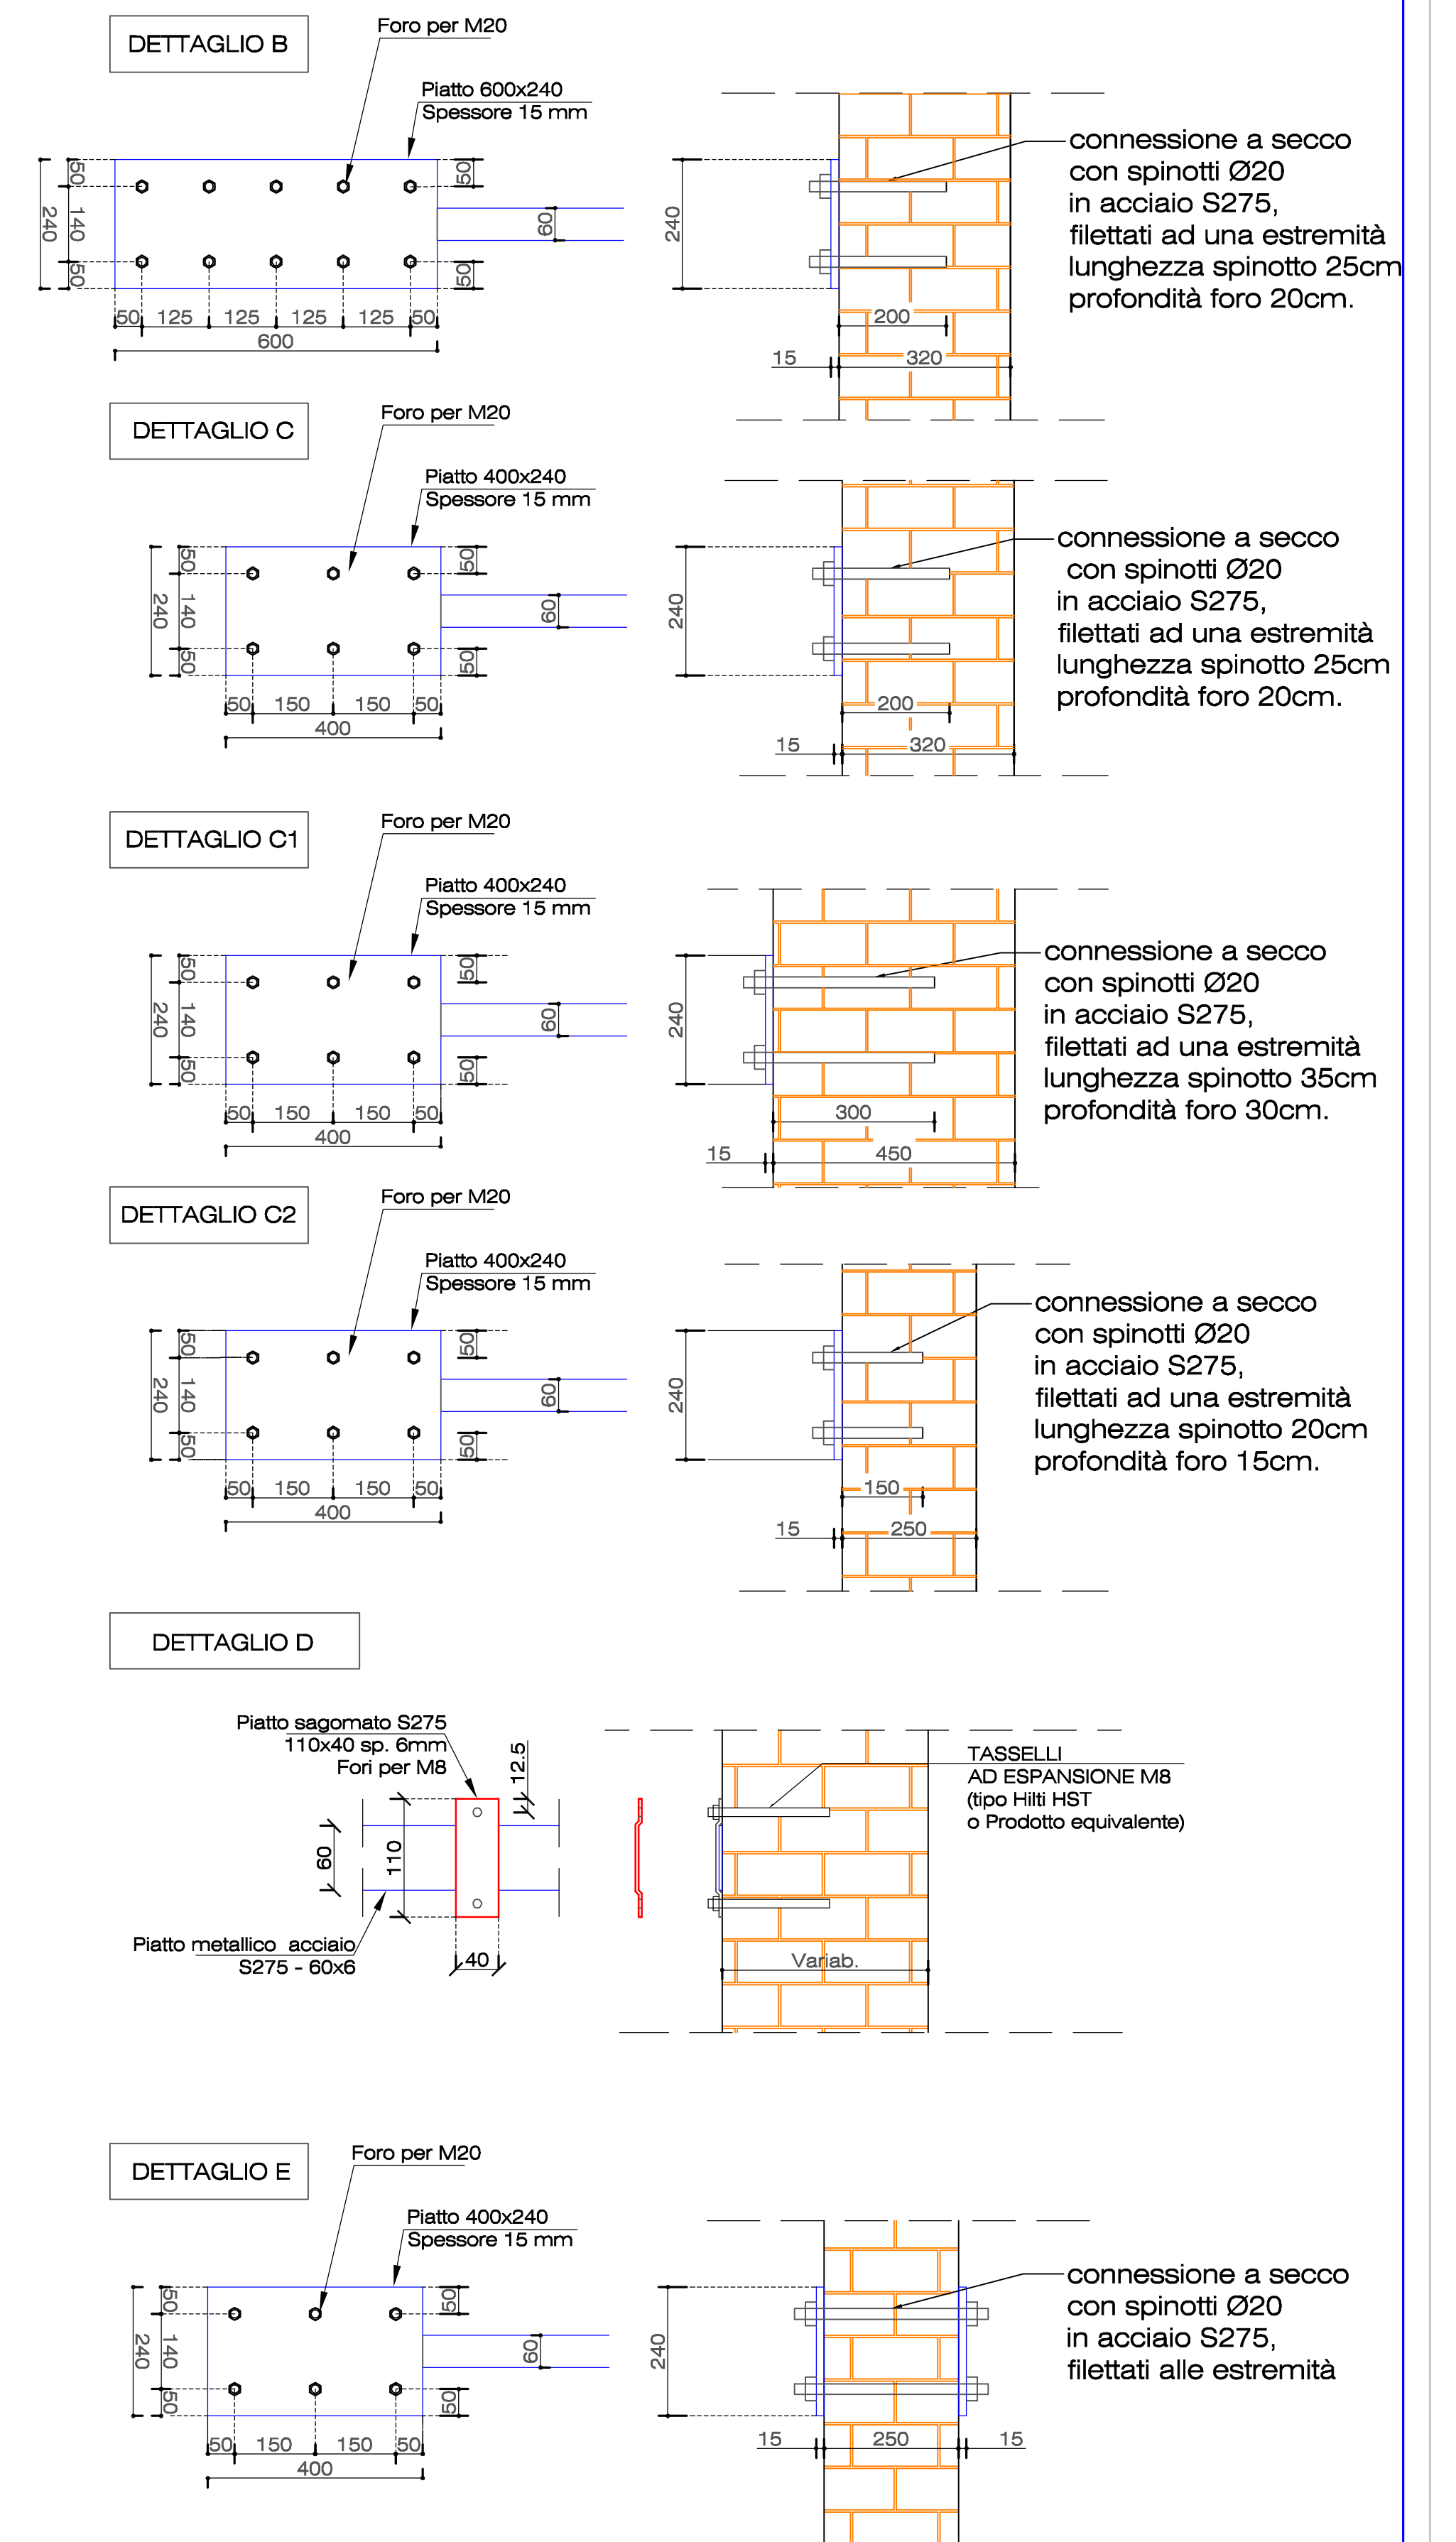 DETTAGLIO B
Foro per M20
Piatto 600x240
Spessore 15 mm
50
140
50
240
50
50
60
50
125
125
125
125
50
600
240
200
15
320
connessione a secco
con spinotti Ø20
in acciaio S275,
filettati ad una estremità
lunghezza spinotto 25cm
profondità foro 20cm.
DETTAGLIO C
Foro per M20
Piatto 400x240
Spessore 15 mm
50
140
50
240
50
50
60
50
150
150
50
400
240
200
15
320
connessione a secco
con spinotti Ø20
in acciaio S275,
filettati ad una estremità
lunghezza spinotto 25cm
profondità foro 20cm.
DETTAGLIO C1
Foro per M20
Piatto 400x240
Spessore 15 mm
50
140
50
240
50
50
60
50
150
150
50
400
240
300
15
450
connessione a secco
con spinotti Ø20
in acciaio S275,
filettati ad una estremità
lunghezza spinotto 35cm
profondità foro 30cm.
DETTAGLIO C2
Foro per M20
Piatto 400x240
Spessore 15 mm
50
140
50
240
50
50
60
50
150
150
50
400
240
150
15
250
connessione a secco
con spinotti Ø20
in acciaio S275,
filettati ad una estremità
lunghezza spinotto 20cm
profondità foro 15cm.
DETTAGLIO D
Piatto sagomato S275
110x40 sp. 6mm
Fori per M8
12.5
60
110
40
Piatto metallico acciaio
S275 - 60x6
Variab.
TASSELLI
AD ESPANSIONE M8
(tipo Hilti HST
o Prodotto equivalente)
DETTAGLIO E
Foro per M20
Piatto 400x240
Spessore 15 mm
50
140
50
240
50
50
60
50
150
150
50
400
240
15
250
15
connessione a secco
con spinotti Ø20
in acciaio S275,
filettati alle estremità